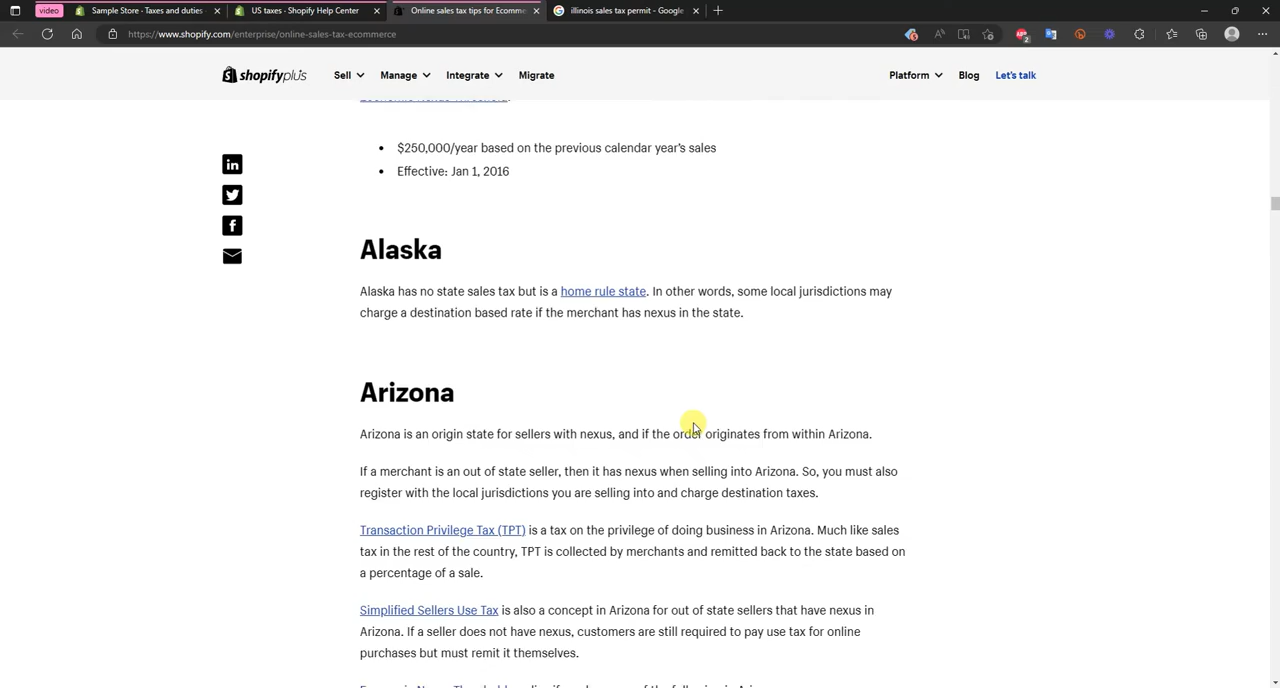 video
Sample Store · Taxes and duties ·
US taxes · Shopify Help Center
Online sales tax tips for Ecomme
illinois sales tax permit - Google
https://www.shopify.com/enterprise/online-sales-tax-ecommerce
shopifyplus
Sell
Manage
Integrate
Migrate
Platform
Blog
Let's talk
• $250,000/year based on the previous calendar year's sales
• Effective: Jan 1, 2016
Alaska
Alaska has no state sales tax but is a home rule state. In other words, some local jurisdictions may
charge a destination based rate if the merchant has nexus in the state.
Arizona
Arizona is an origin state for sellers with nexus, and if the order originates from within Arizona.
If a merchant is an out of state seller, then it has nexus when selling into Arizona. So, you must also
register with the local jurisdictions you are selling into and charge destination taxes.
Transaction Privilege Tax (TPT) is a tax on the privilege of doing business in Arizona. Much like sales
tax in the rest of the country, TPT is collected by merchants and remitted back to the state based on
a percentage of a sale.
Simplified Sellers Use Tax is also a concept in Arizona for out of state sellers that have nexus in
Arizona. If a seller does not have nexus, customers are still required to pay use tax for online
purchases but must remit it themselves.